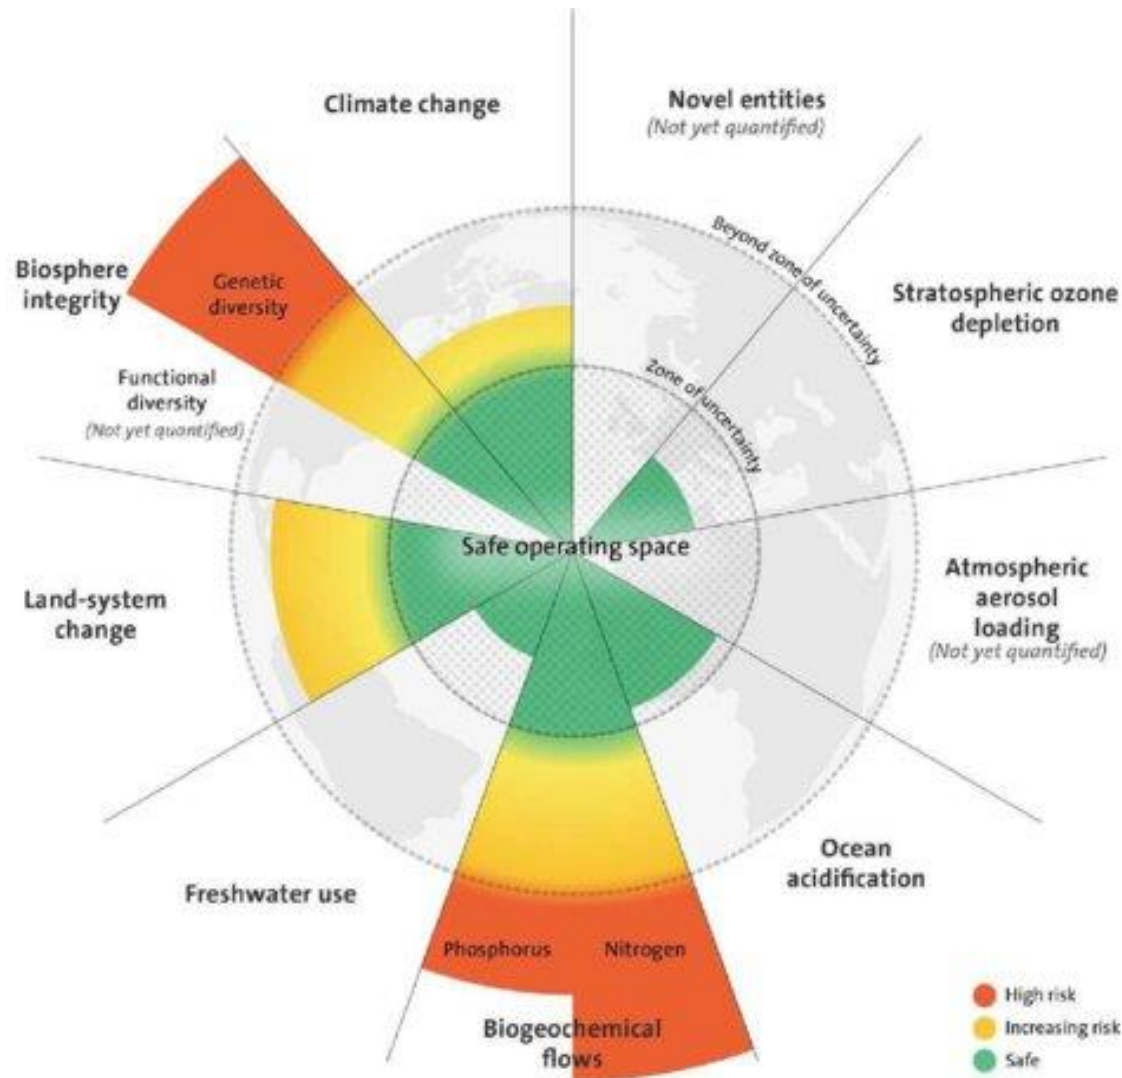 Climate change
Novel entities
(Not yet quantified)
Beyond zone of uncertainty
Biosphere
integrity
Genetic
diversity
Stratospheric ozone
depletion
Zone of uncertainty
Functional
diversity
(Not yet quantified)
Safe operating space
Atmospheric
aerosol
loading
(Not yet quantified)
Land-system
change
Ocean
acidification
Freshwater use
Phosphorus
Nitrogen
Biogeochemical
flows
High risk
Increasing risk
Safe